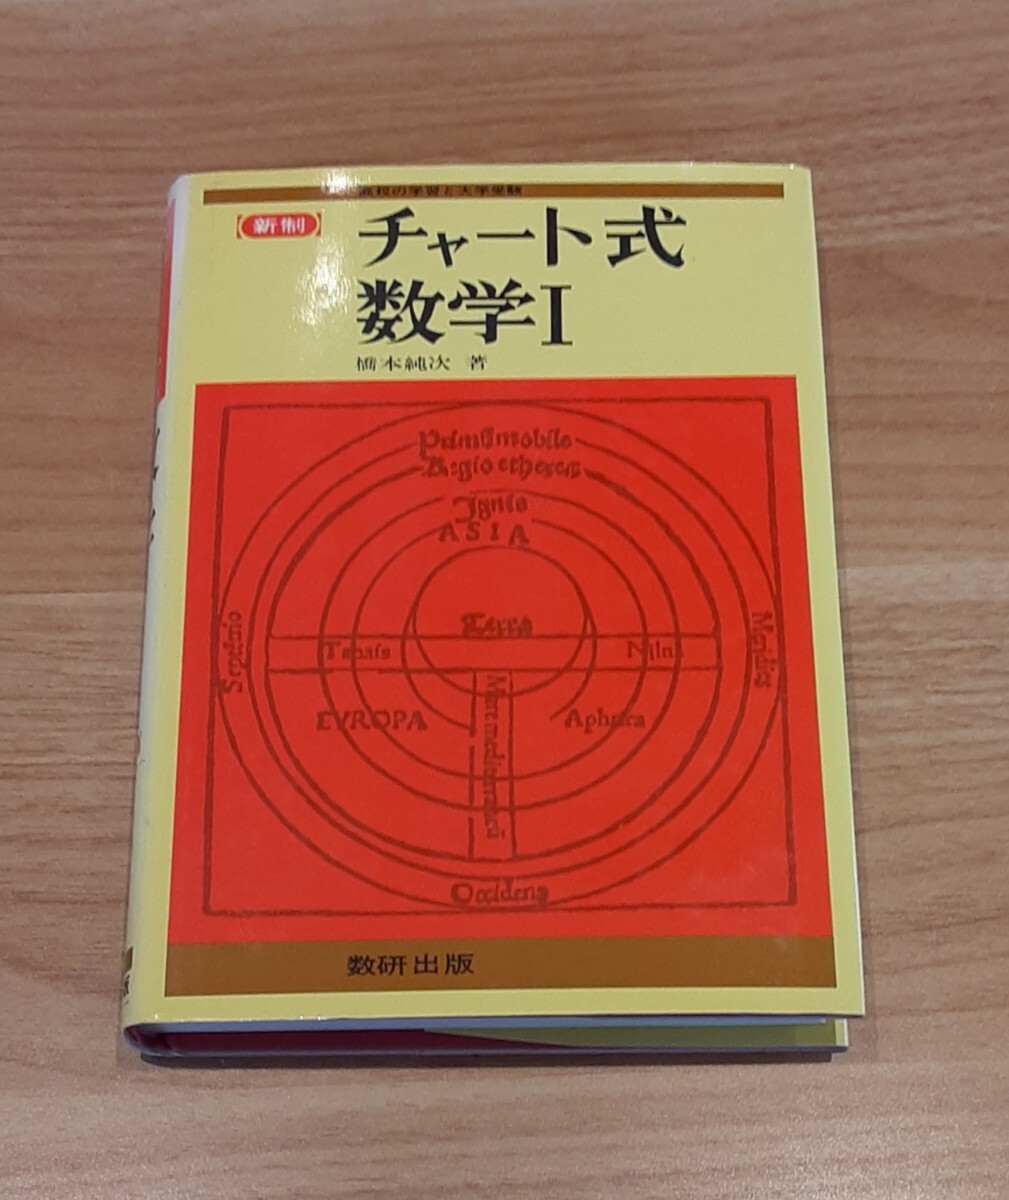 高校の学習と大学受験
新制
チャート式
数学I
橋本純次 著
Primũ mobile
Regio etherea
Ignis
ASIA
Terra
Septētrio
Tanais
Nilus
Meridies
EVROPA
Aphrica
Mare mediterraneū
Occidens
数研出版